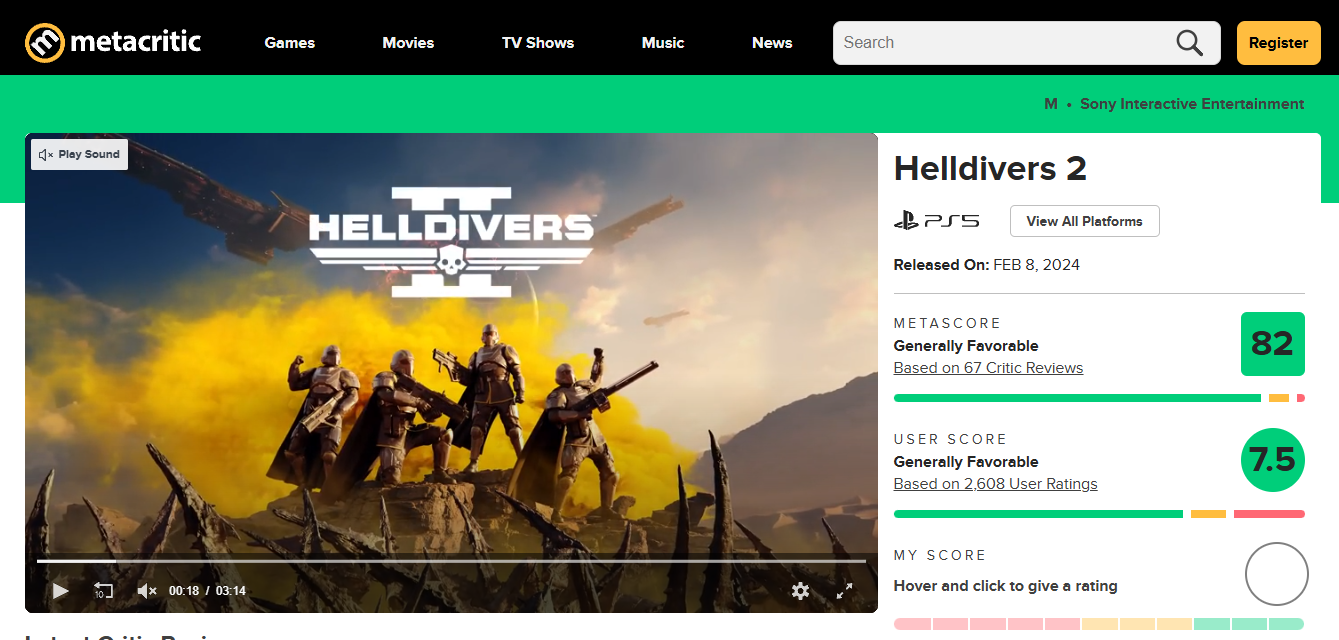 metacritic
Games
Movies
TV Shows
Music
News
Search
Register
M • Sony Interactive Entertainment
Play Sound
HELLDIVERS
II
Helldivers 2
PS5
View All Platforms
Released On: FEB 8, 2024
METASCORE
Generally Favorable
Based on 67 Critic Reviews
82
USER SCORE
Generally Favorable
Based on 2,608 User Ratings
7.5
MY SCORE
Hover and click to give a rating
10
00:18 / 03:14